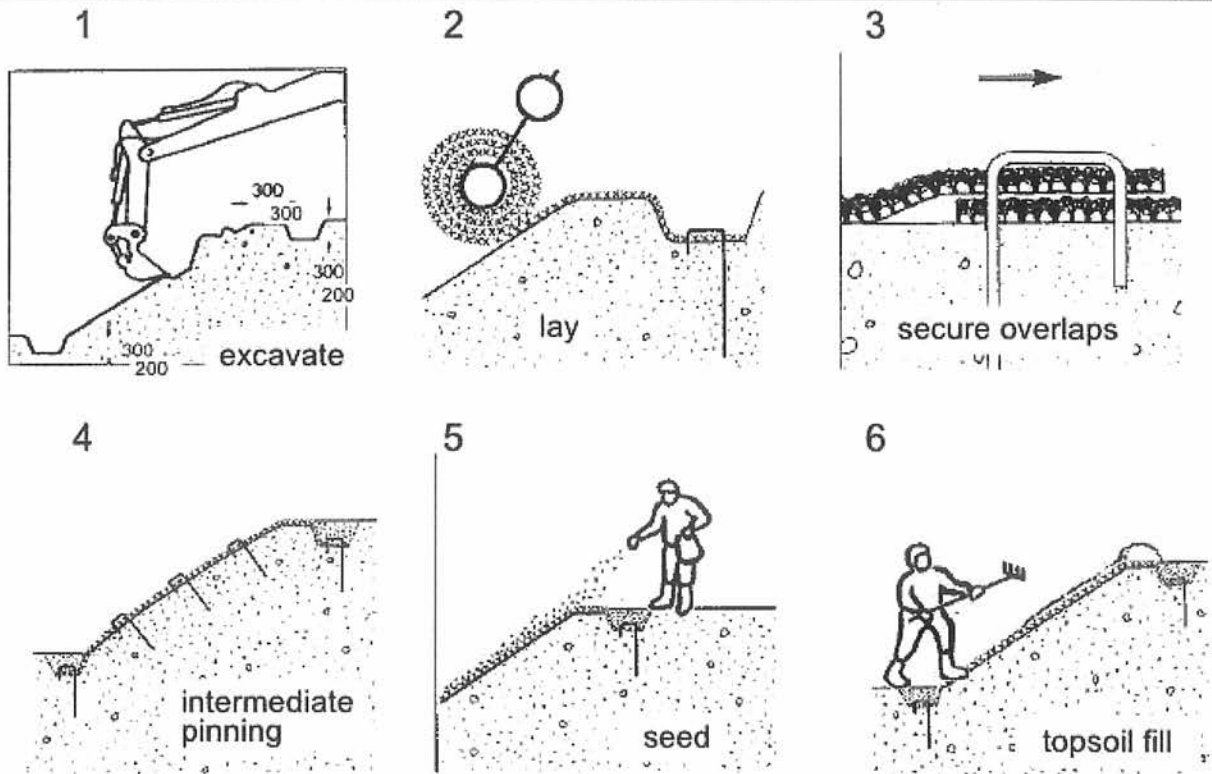 1
2
3
300
300
300
200
300
200
excavate
lay
secure overlaps
4
5
6
intermediate
pinning
seed
topsoil fill